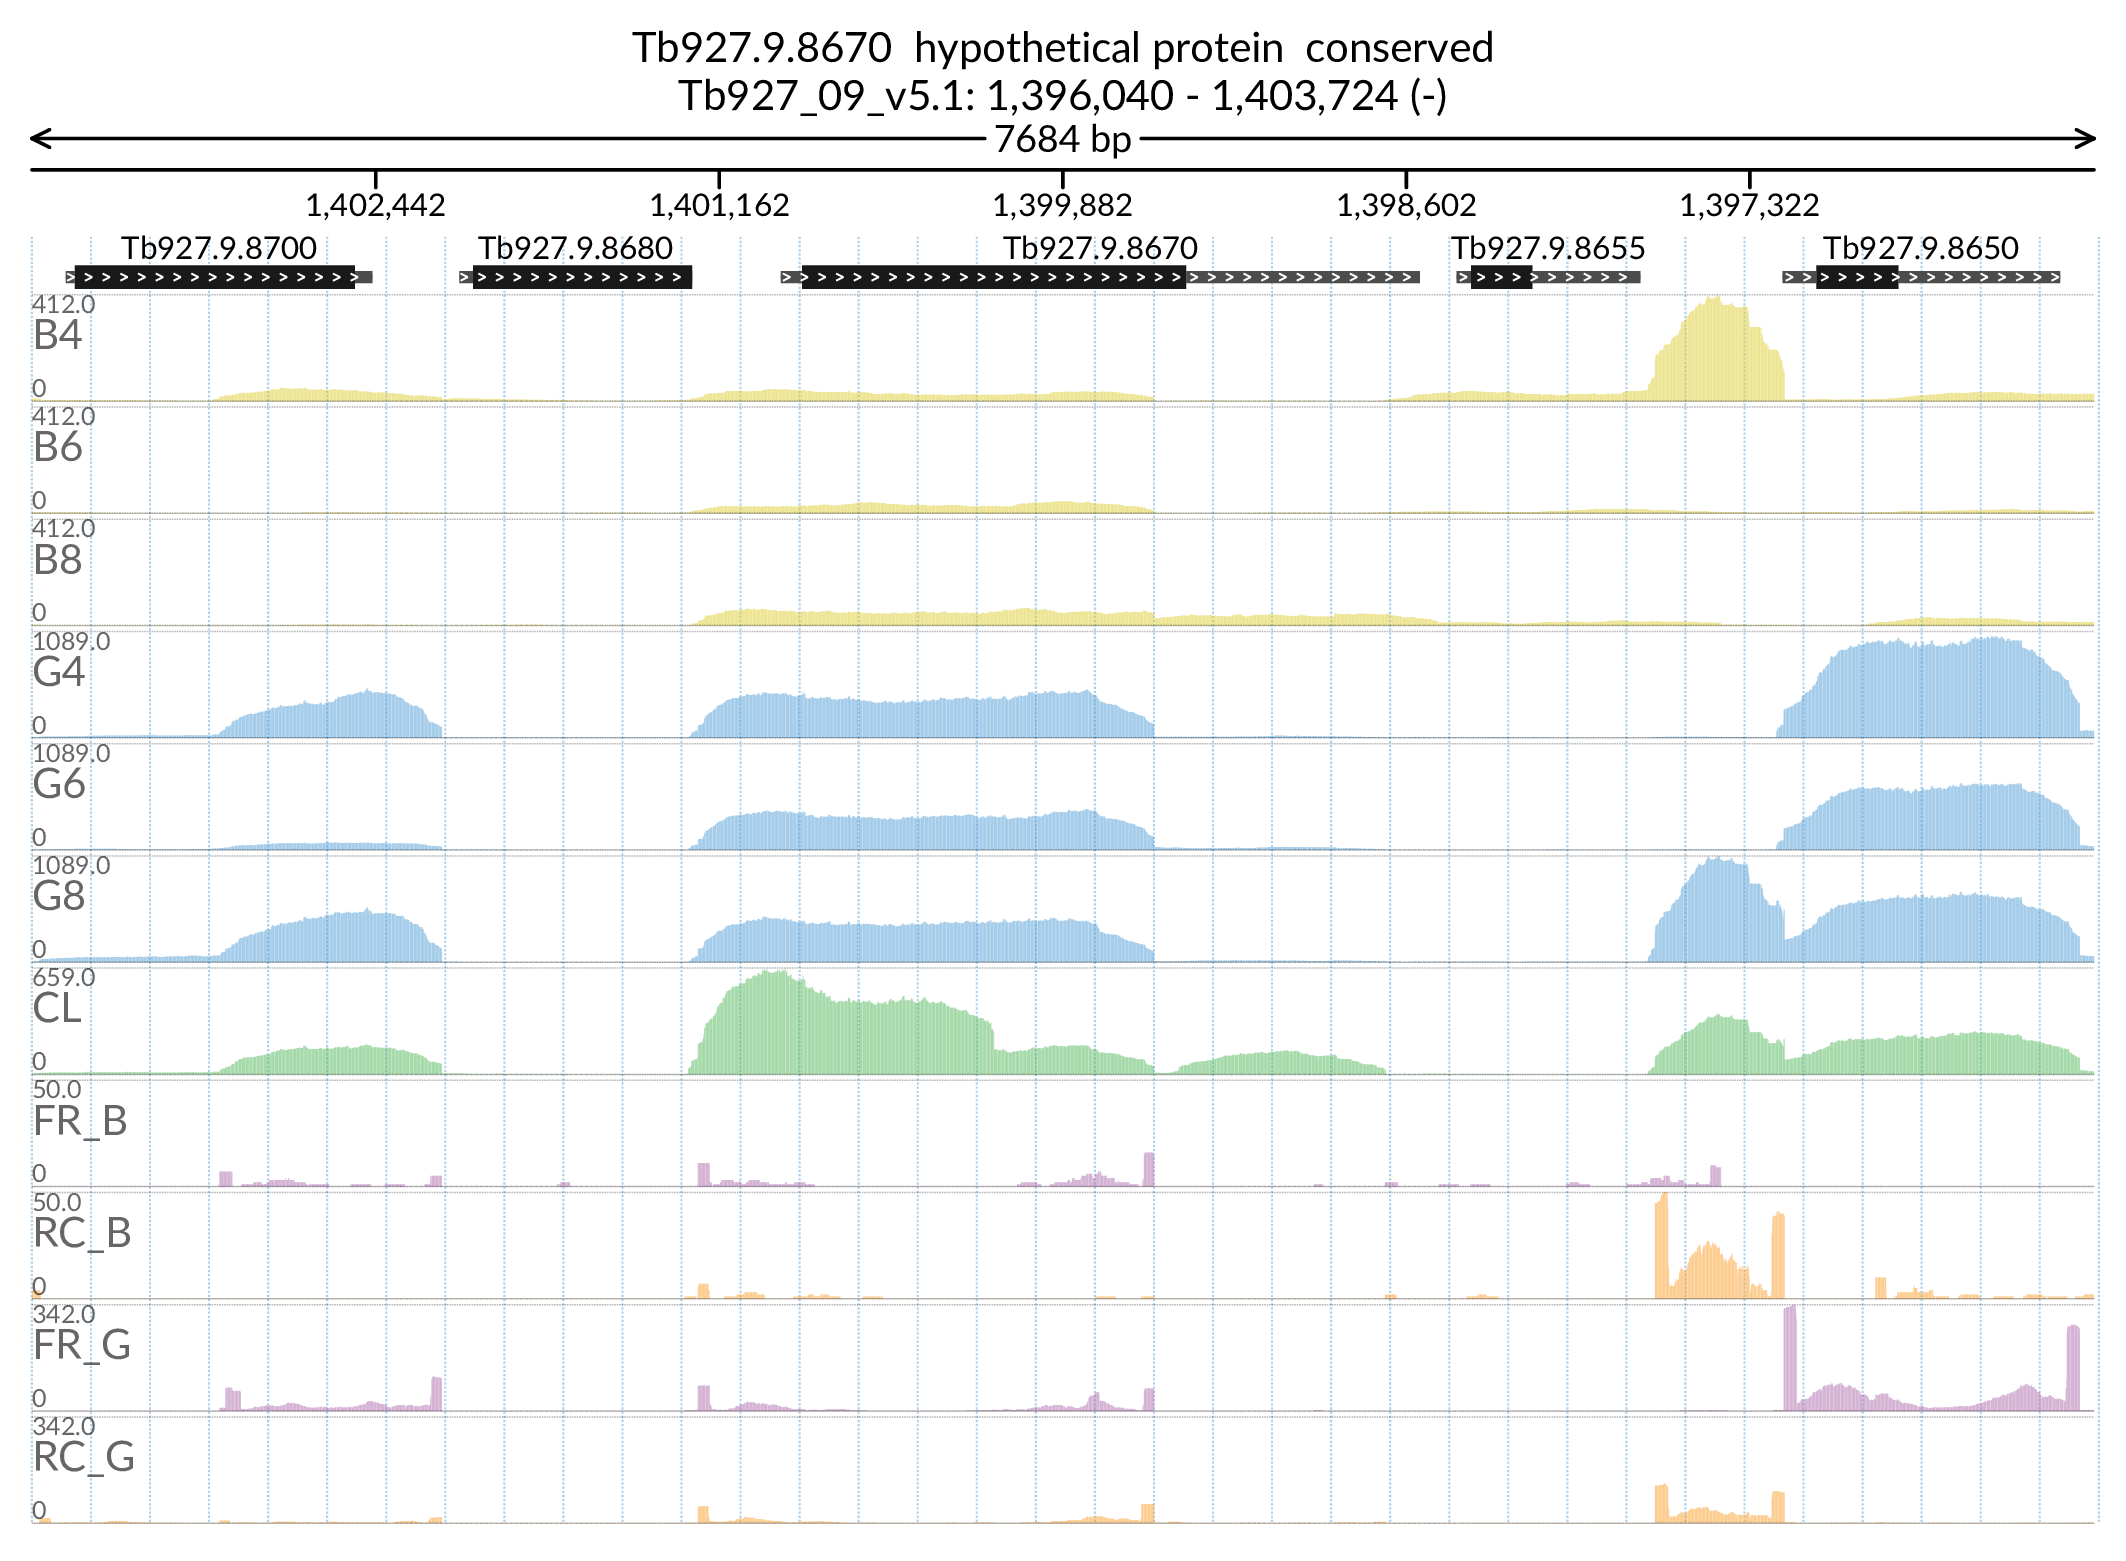 Tb927.9.8670 hypothetical protein conserved
Tb927_09_v5.1: 1,396,040 - 1,403,724 (-)
7684 bp
1,402,442 1,401,162 1,399,882 1,398,602 1,397,322
Tb927.9.8700 Tb927.9.8680 Tb927.9.8670 Tb927.9.8655 Tb927.9.8650
412.0
B4
0
412.0
B6
0
412.0
B8
0
1089.0
G4
0
1089.0
G6
0
1089.0
G8
0
659.0
CL
0
50.0
FR_B
0
50.0
RC_B
0
342.0
FR_G
0
342.0
RC_G
0